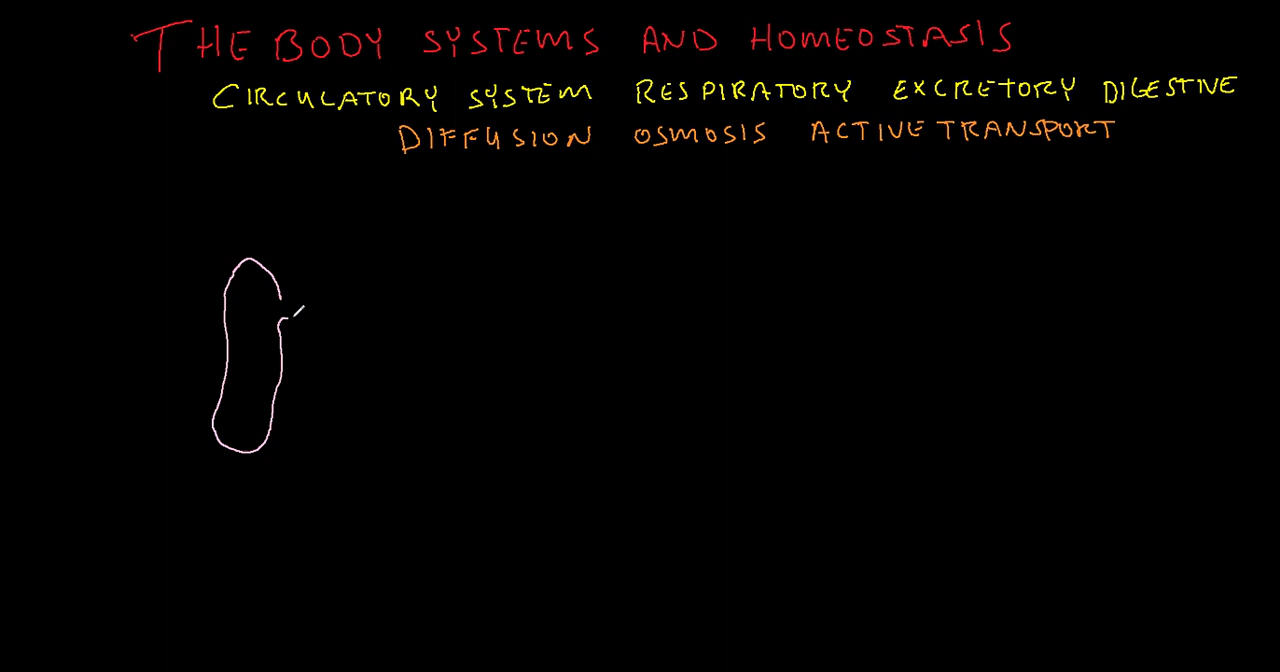 THE BODY SYSTEMS AND HOMEOSTASIS
CIRCULATORY SYSTEM RESPIRATORY EXCRETORY DIGESTIVE
DIFFUSION OSMOSIS ACTIVE TRANSPORT